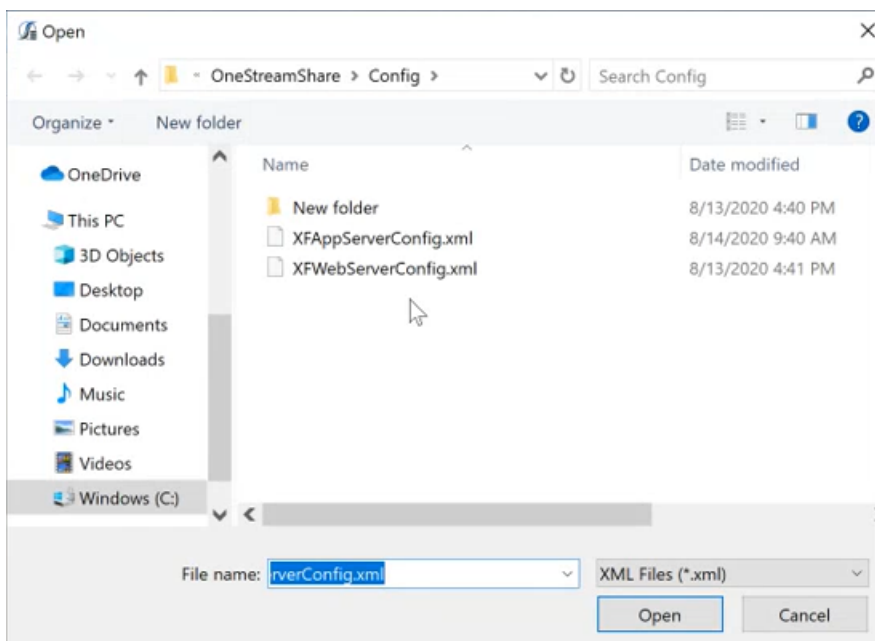 Open
« OneStreamShare > Config >
Search Config
Organize
New folder
?
OneDrive
This PC
3D Objects
Desktop
Documents
Downloads
Music
Pictures
Videos
Windows (C:)
Name
Date modified
New folder 8/13/2020 4:40 PM
XFAppServerConfig.xml 8/14/2020 9:40 AM
XFWebServerConfig.xml 8/13/2020 4:41 PM
File name: rverConfig.xml
XML Files (*.xml)
Open
Cancel